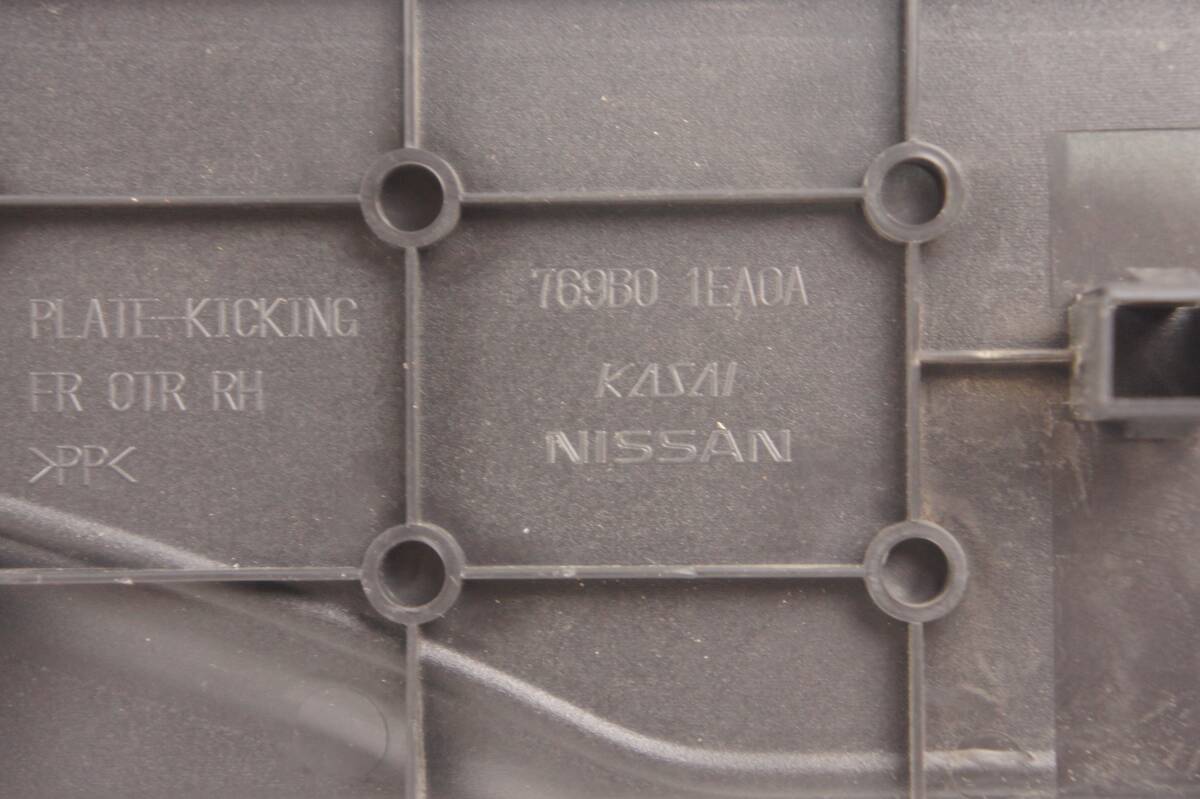 PLATE-KICKING
FR OTR RH
>PP<
769B0 1EA0A
KASAI
NISSAN